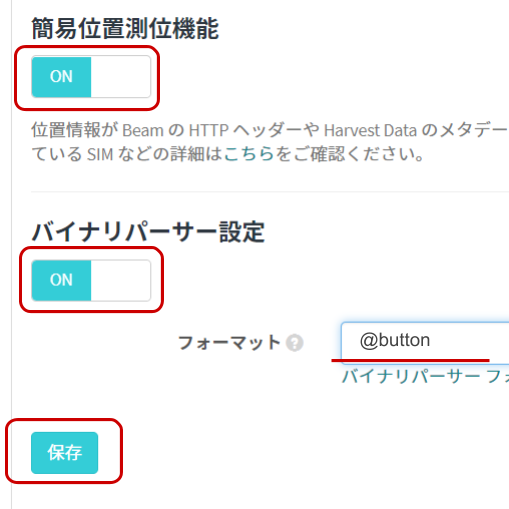 簡易位置測位機能
ON
位置情報が Beam の HTTP ヘッダーや Harvest Data のメタデー
ている SIM などの詳細はこちらをご確認ください。
バイナリパーサー設定
ON
フォーマット ?
@button
バイナリパーサー フォ
保存